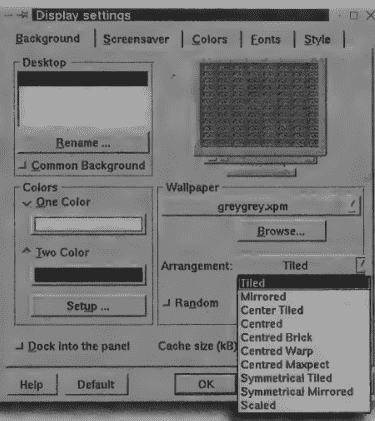 Display settings
Background Screensaver Colors Fonts Style
Desktop
Rename ...
Common Background
Colors
One Color
Two Color
Setup ...
Wallpaper
greygrey.xpm
Browse...
Arrangement: Tiled
Random
Tiled
Mirrored
Center Tiled
Centred
Centred Brick
Centred Warp
Centred Maxpect
Symmetrical Tiled
Symmetrical Mirrored
Scaled
Dock into the panel Cache size (kB)
Help Default OK